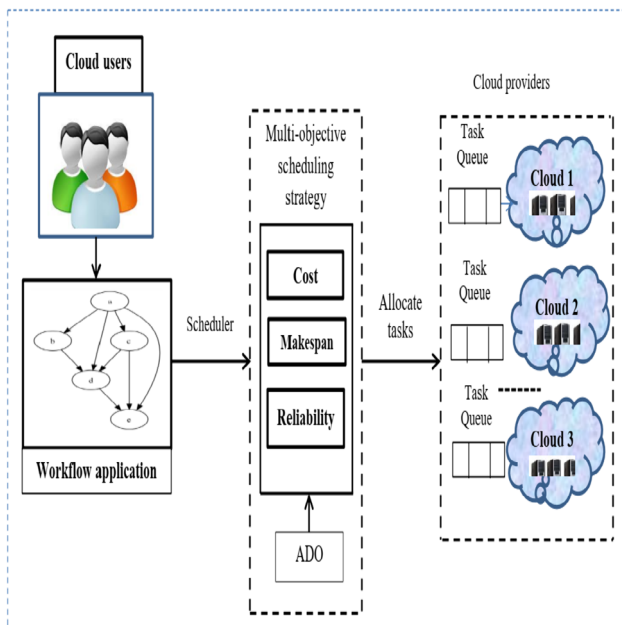 Cloud users
Cloud providers
Multi-objective
scheduling
strategy
Task
Queue
Cloud 1
Cost
a
b
c
d
e
Scheduler
Makespan
Allocate
tasks
Task
Queue
Cloud 2
Reliability
Task
Queue
Cloud 3
Workflow application
ADO